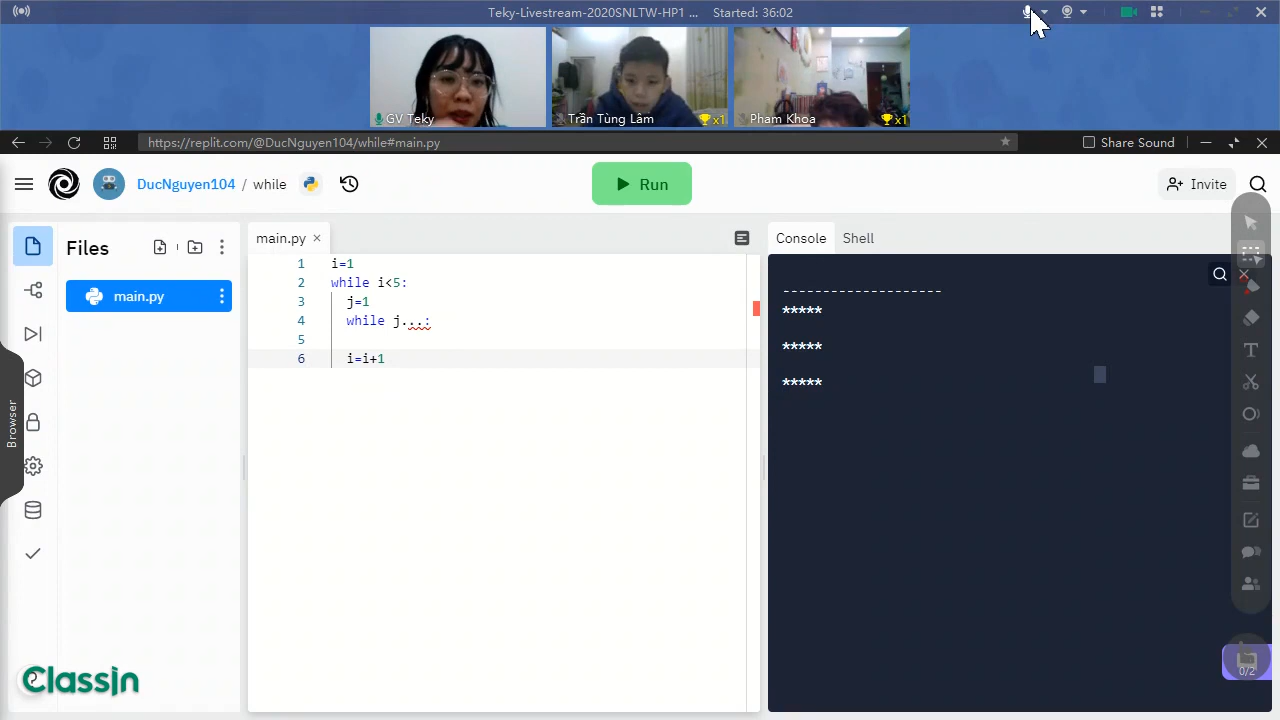 Teky-Livestream-2020SNLTW-HP1 ... Started: 36:02
GV Teky
Trần Tùng Lâm
x1
Pham Khoa
x1
https://replit.com/@DucNguyen104/while#main.py
Share Sound
DucNguyen104 / while
Run
Invite
Files
main.py
main.py
1 i=1
2 while i<5:
3 j=1
4 while j...:
5
6 i=i+1
Console
Shell
--------------------
*****
*****
*****
Browser
ClassIn
0/2